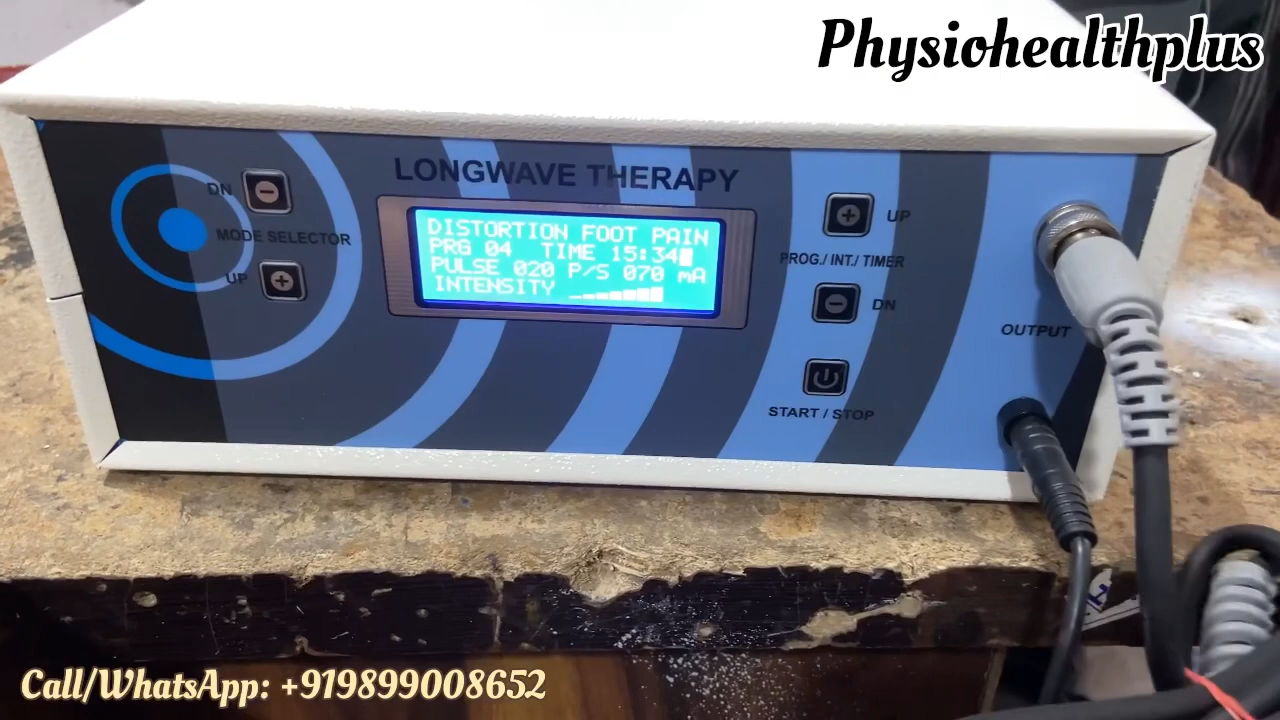 Physiohealthplus
LONGWAVE THERAPY
DN
MODE SELECTOR
UP
DISTORTION FOOT PAIN
PRG 04 TIME 15:34
PULSE 020 P/S 070 mA
INTENSITY
UP
PROG./ INT./ TIMER
DN
START / STOP
OUTPUT
Call/WhatsApp: +919899008652